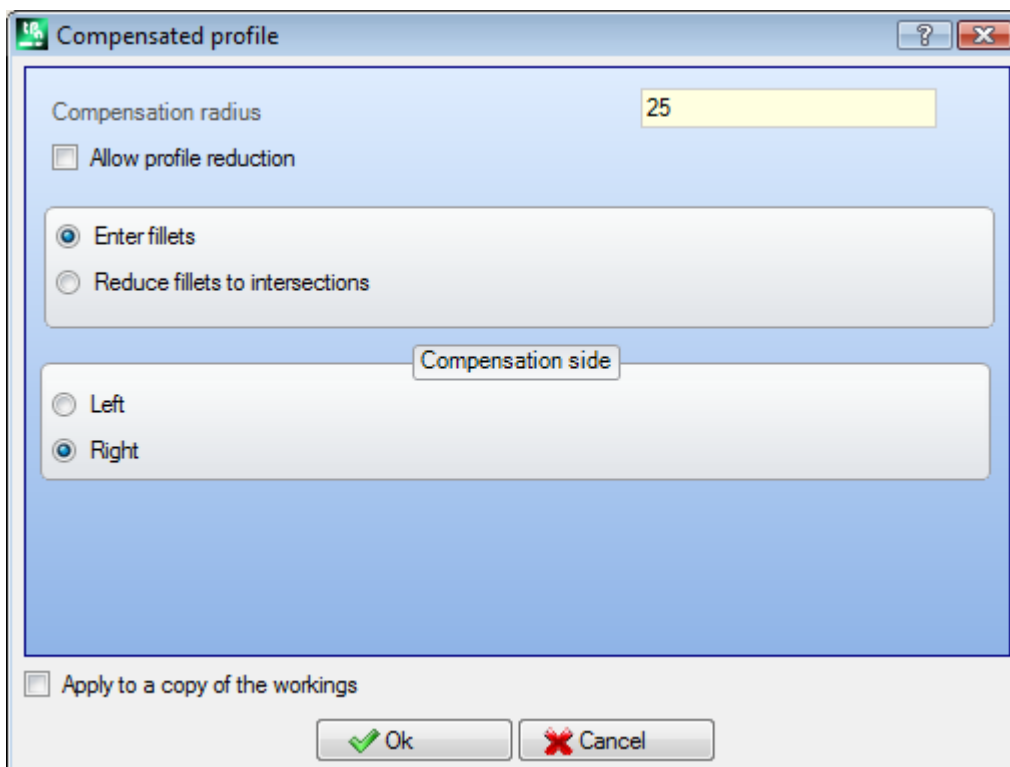 Compensated profile
Compensation radius 25
Allow profile reduction
Enter fillets
Reduce fillets to intersections
Compensation side
Left
Right
Apply to a copy of the workings
Ok Cancel